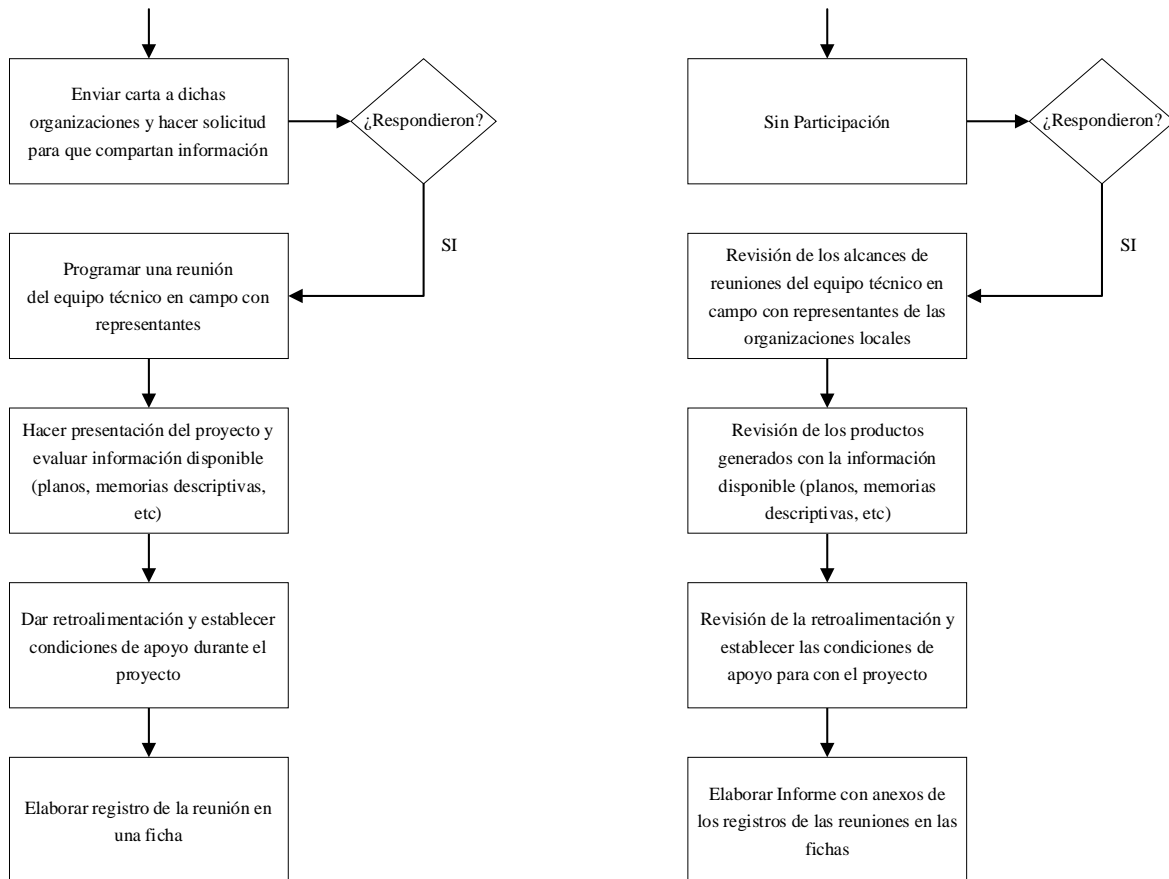 Enviar carta a dichas
organizaciones y hacer solicitud
para que compartan información
¿Respondieron?
SI
Programar una reunión
del equipo técnico en campo con
representantes
Hacer presentación del proyecto y
evaluar información disponible
(planos, memorias descriptivas,
etc)
Dar retroalimentación y establecer
condiciones de apoyo durante el
proyecto
Elaborar registro de la reunión en
una ficha
Sin Participación
¿Respondieron?
SI
Revisión de los alcances de
reuniones del equipo técnico en
campo con representantes de las
organizaciones locales
Revisión de los productos
generados con la información
disponible (planos, memorias
descriptivas, etc)
Revisión de la retroalimentación y
establecer las condiciones de
apoyo para con el proyecto
Elaborar Informe con anexos de
los registros de las reuniones en las
fichas